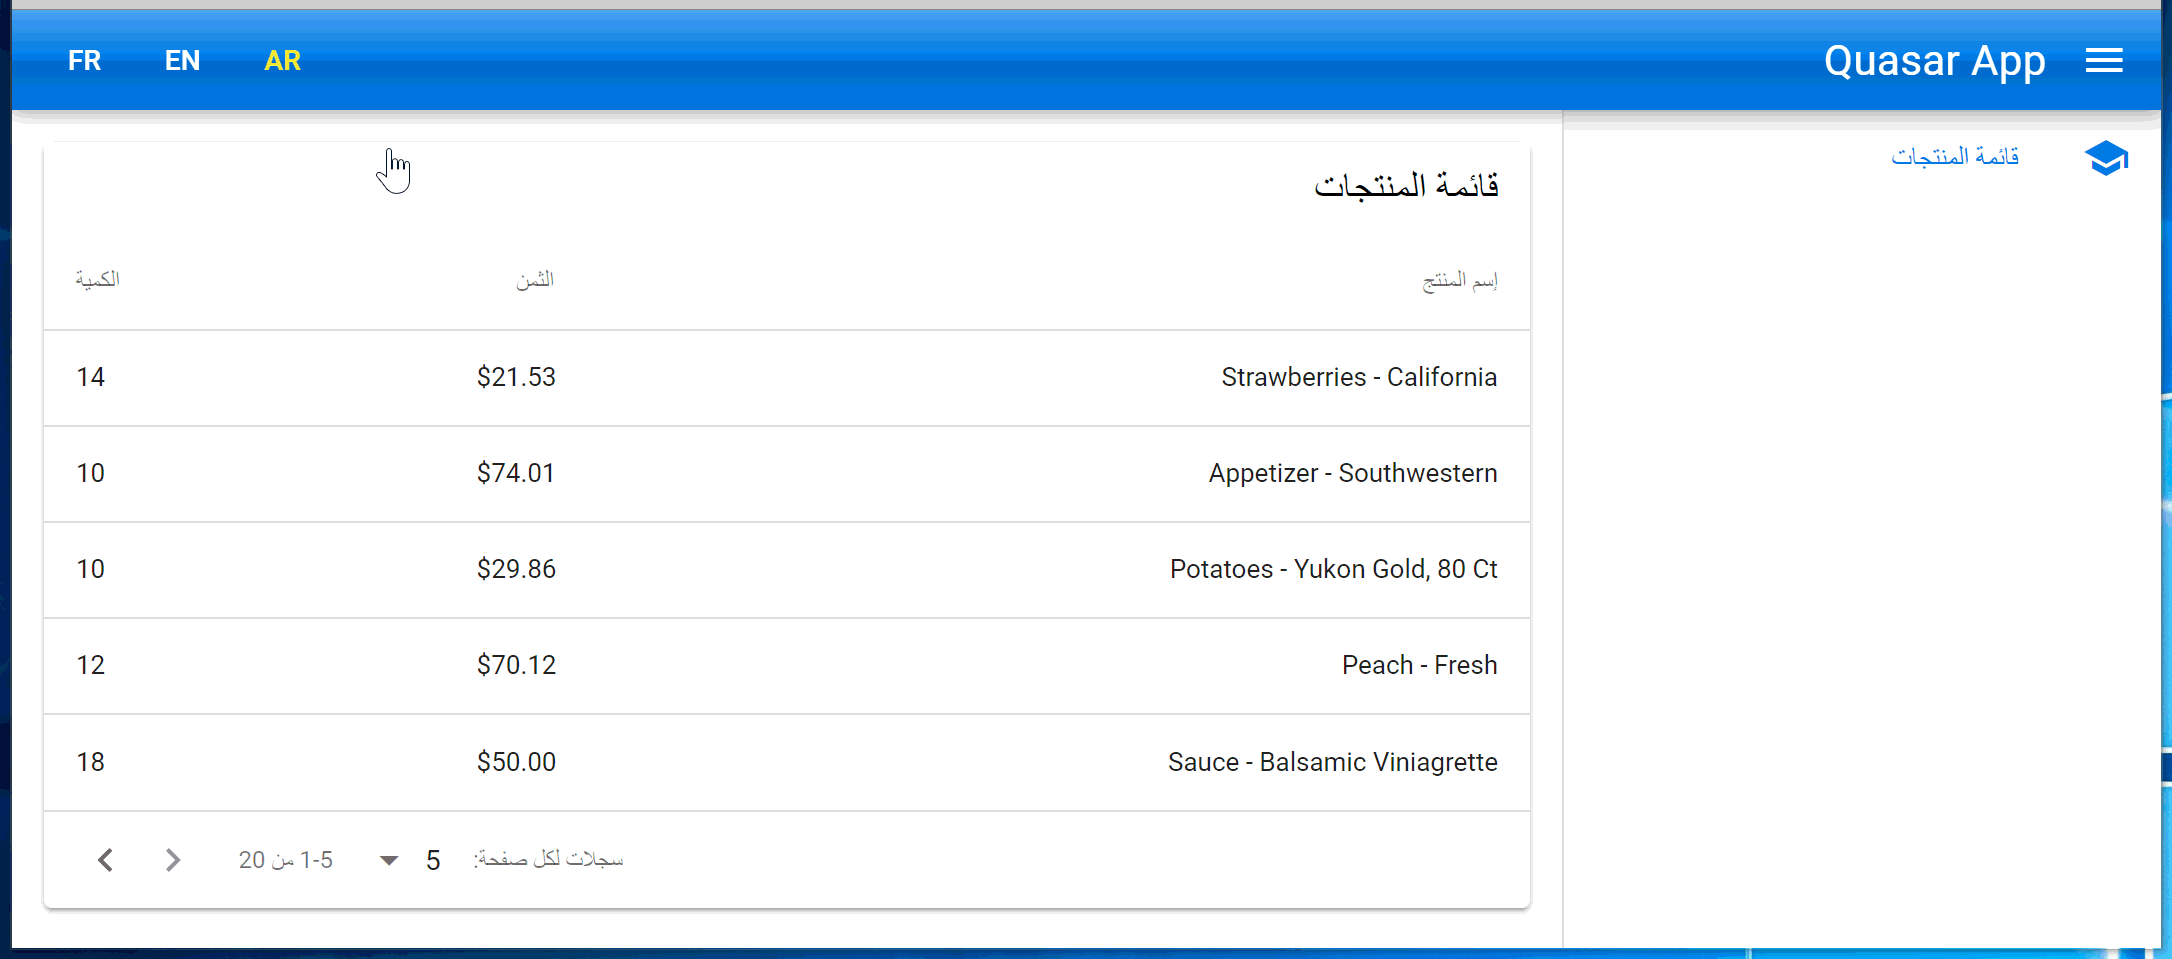 Quasar App
FR EN AR
قائمة المنتجات
قائمة المنتجات
إسم المنتج الثمن الكمية
Strawberries - California $21.53 14
Appetizer - Southwestern $74.01 10
Potatoes - Yukon Gold, 80 Ct $29.86 10
Peach - Fresh $70.12 12
Sauce - Balsamic Viniagrette $50.00 18
سجلات لكل صفحة: 5 1-5 من 20